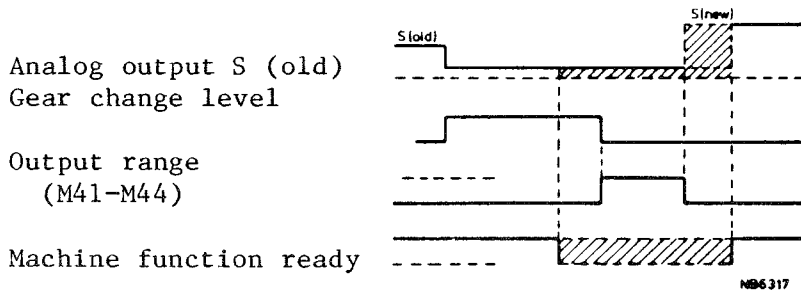 S(new)
S(old)
Analog output S (old)
Gear change level
Output range
(M41-M44)
Machine function ready
NB6317